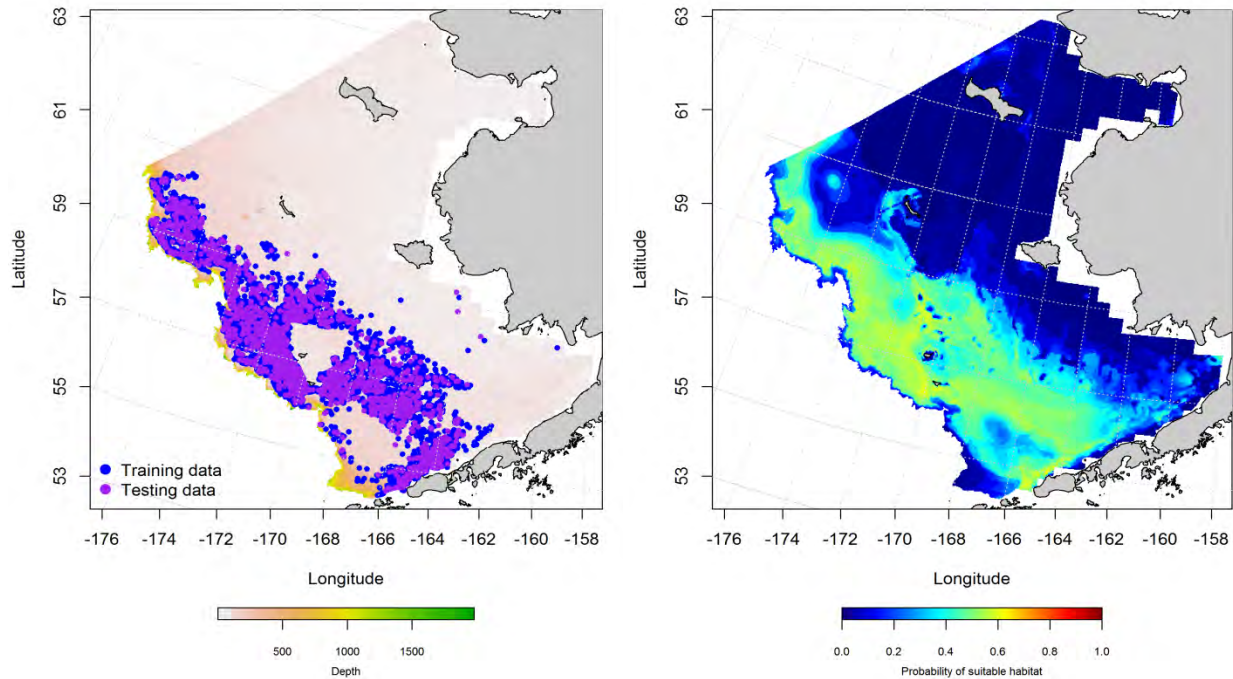 63
61
59
57
55
53
Latitude
Training data
Testing data
-176 -174 -172 -170 -168 -166 -164 -162 -160 -158
Longitude
500 1000 1500
Depth
63
61
59
57
55
53
Latitude
-176 -174 -172 -170 -168 -166 -164 -162 -160 -158
Longitude
0.0 0.2 0.4 0.6 0.8 1.0
Probability of suitable habitat